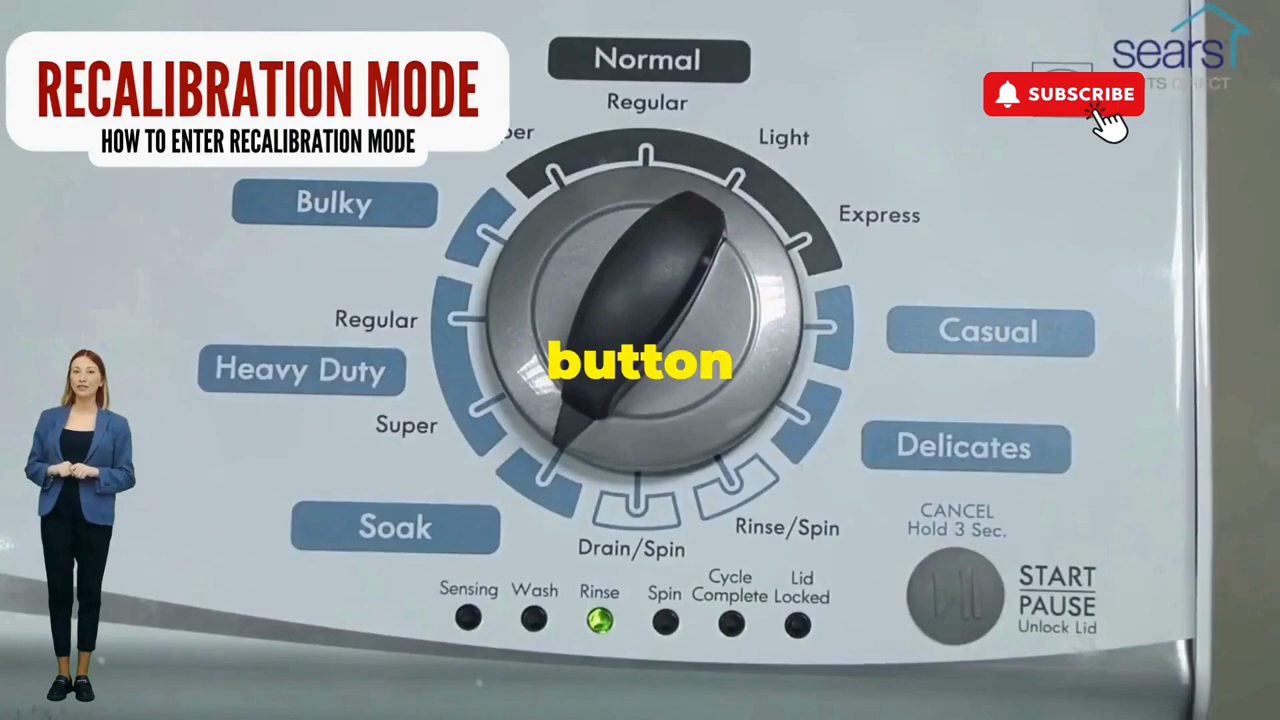 RECALIBRATION MODE
HOW TO ENTER RECALIBRATION MODE
sears
SUBSCRIBE
Normal
Regular
Light
Express
Bulky
Regular
Heavy Duty
Super
Soak
Casual
Delicates
button
Rinse/Spin
Drain/Spin
CANCEL
Hold 3 Sec.
START
PAUSE
Unlock Lid
Sensing
Wash
Rinse
Spin
Cycle
Complete
Lid
Locked